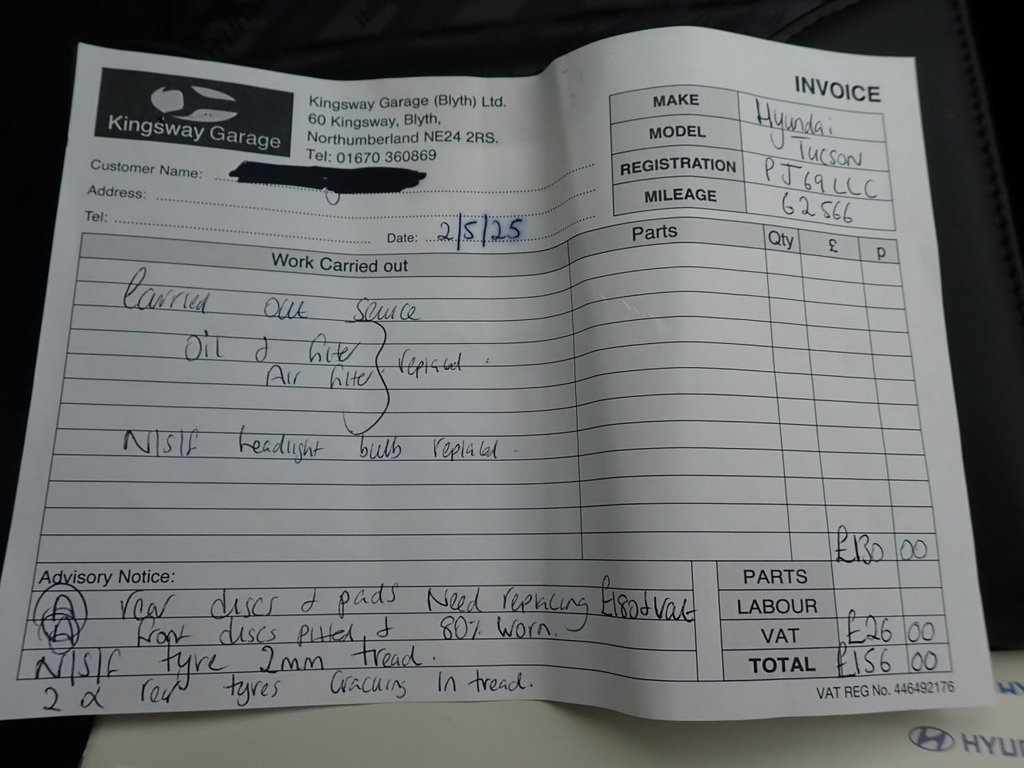 INVOICE
Kingsway Garage
Kingsway Garage (Blyth) Ltd.
60 Kingsway, Blyth,
Northumberland NE24 2RS.
Tel: 01670 360869
MAKE Hyundai
MODEL Tucson
REGISTRATION PJ69 LCC
MILEAGE 62566
Customer Name:
Address:
Tel:
Date: 2/5/25
Work Carried out Parts Qty £ p
Carried out service
Oil & filter
Air filter } replaced.
N/S/F headlight bulb replaced.
£130 00
Advisory Notice:
A rear discs & pads Need replacing £180+vat
A front discs pitted & 80% worn.
N/S/F tyre 2mm tread.
2 x rear tyres cracking in tread.
PARTS
LABOUR
VAT £26 00
TOTAL £156 00
VAT REG No. 446492176
HYU